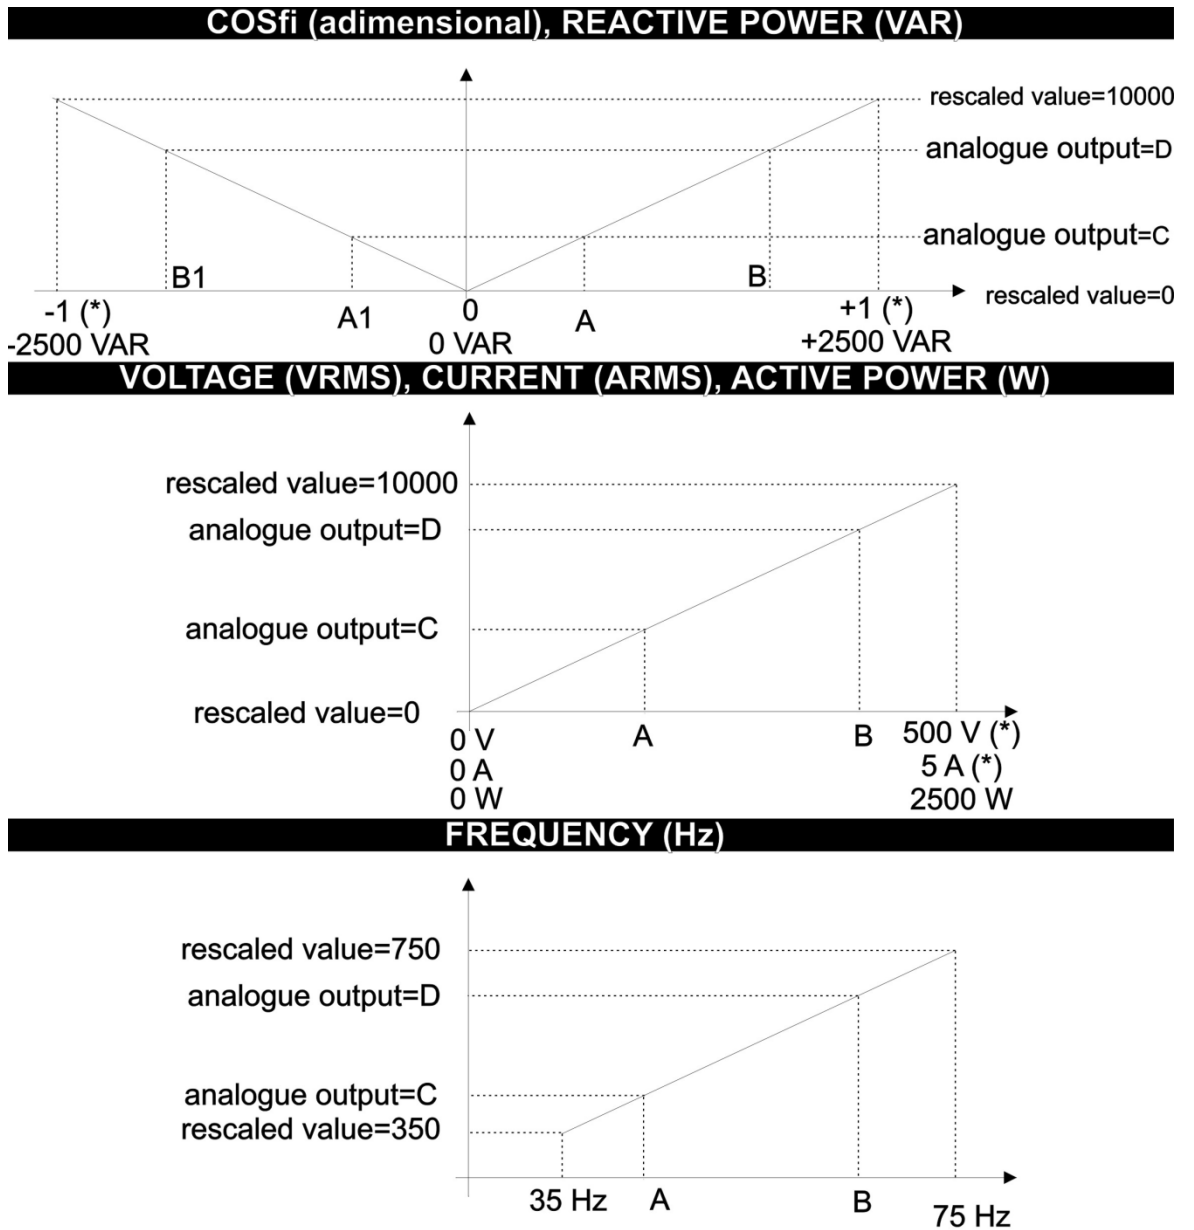 COSfi (adimensional), REACTIVE POWER (VAR)
rescaled value=10000
analogue output=D
analogue output=C
B1
B
rescaled value=0
-1 (*)
A1
0
A
+1 (*)
-2500 VAR
0 VAR
+2500 VAR
VOLTAGE (VRMS), CURRENT (ARMS), ACTIVE POWER (W)
rescaled value=10000
analogue output=D
analogue output=C
rescaled value=0
0 V
A
B
500 V (*)
0 A
5 A (*)
0 W
2500 W
FREQUENCY (Hz)
rescaled value=750
analogue output=D
analogue output=C
rescaled value=350
35 Hz
A
B
75 Hz